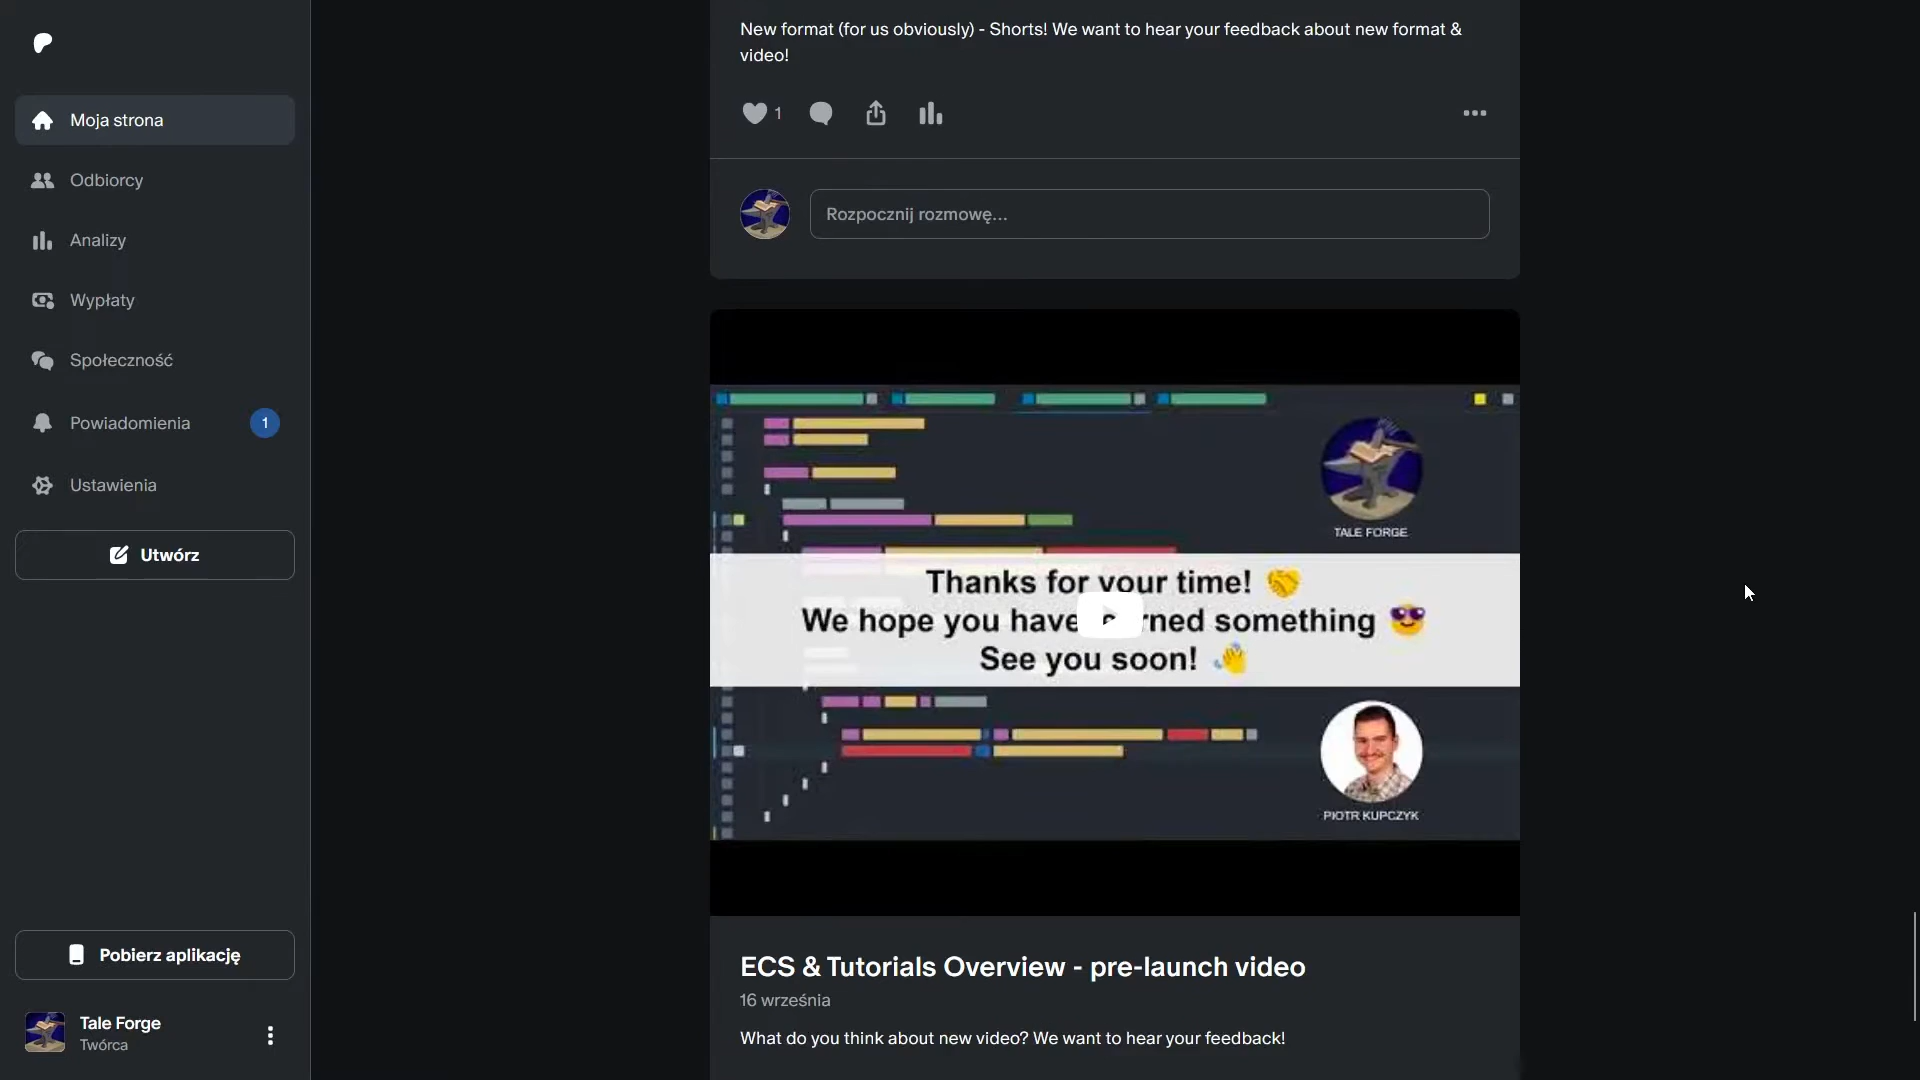 New format (for us obviously) - Shorts! We want to hear your feedback about new format &
video!
1
Rozpocznij rozmowę...
Moja strona
Odbiorcy
Analizy
Wypłaty
Społeczność
Powiadomienia 1
Ustawienia
Utwórz
TALE FORGE
Thanks for your time! 🤝
We hope you have rned something 😎
See you soon! 👋
PIOTR KUPCZYK
ECS & Tutorials Overview - pre-launch video
16 września
What do you think about new video? We want to hear your feedback!
Pobierz aplikację
Tale Forge
Twórca